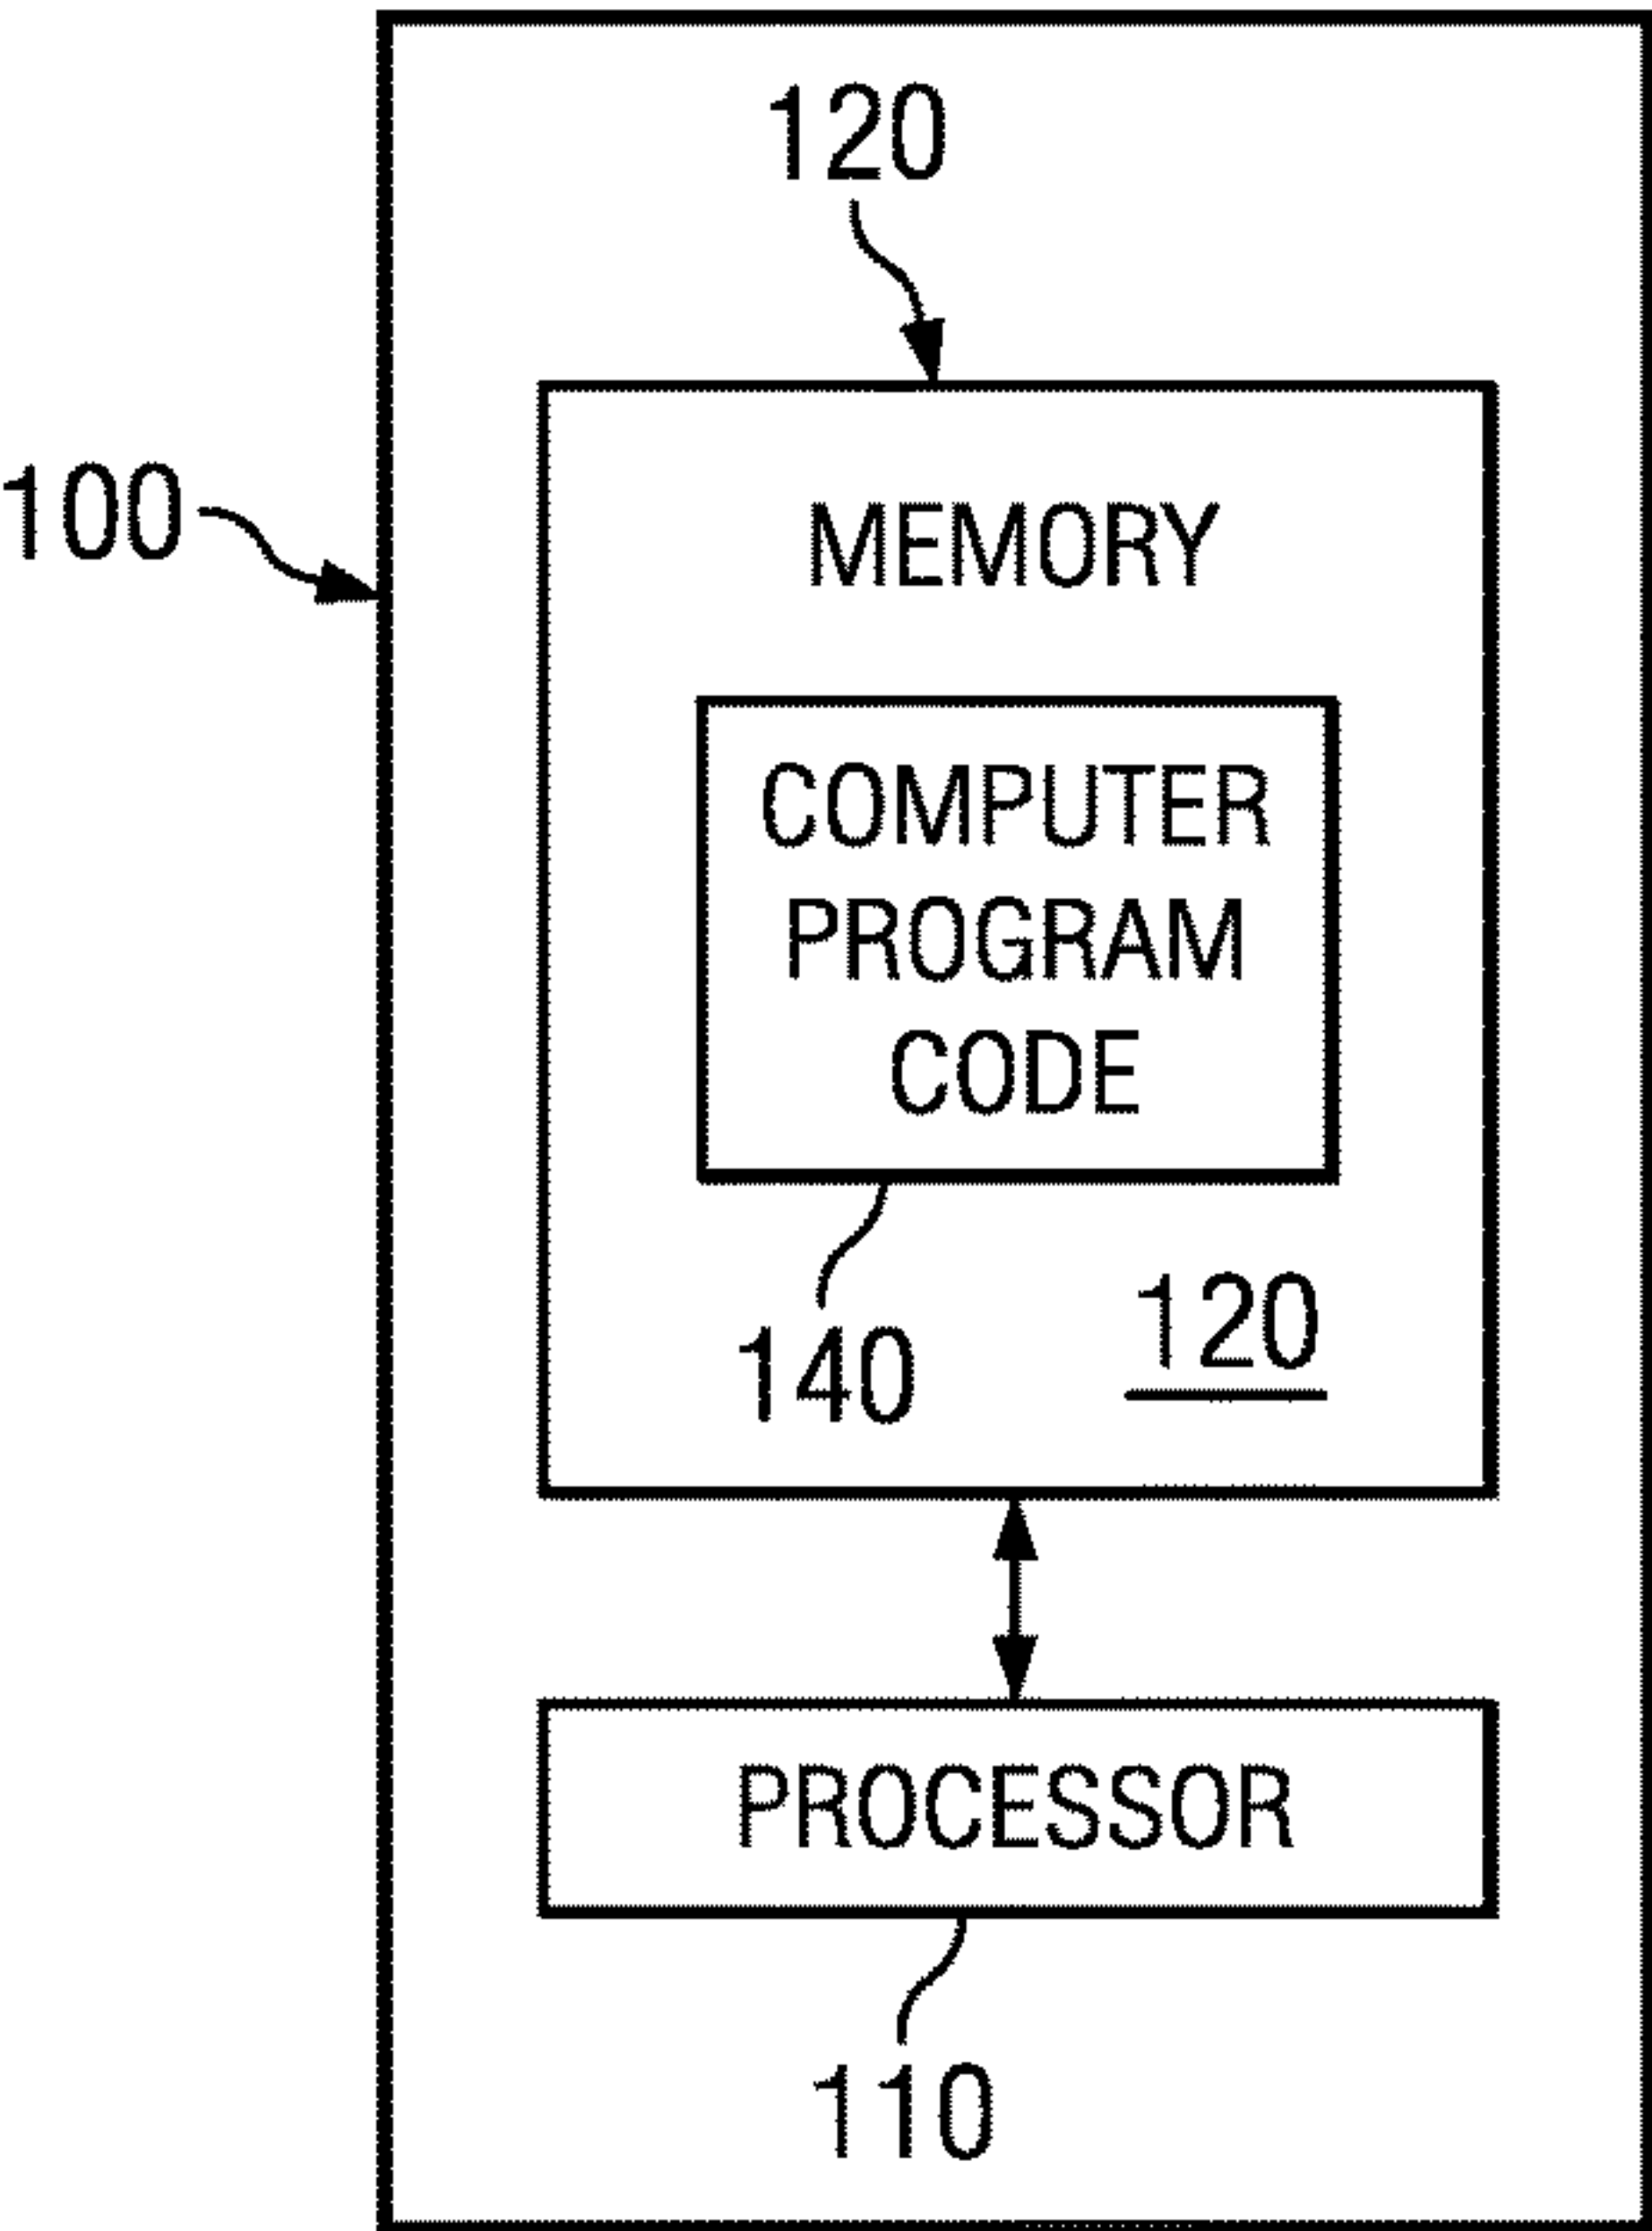 120
100
MEMORY
COMPUTER
PROGRAM
CODE
140
120
PROCESSOR
110